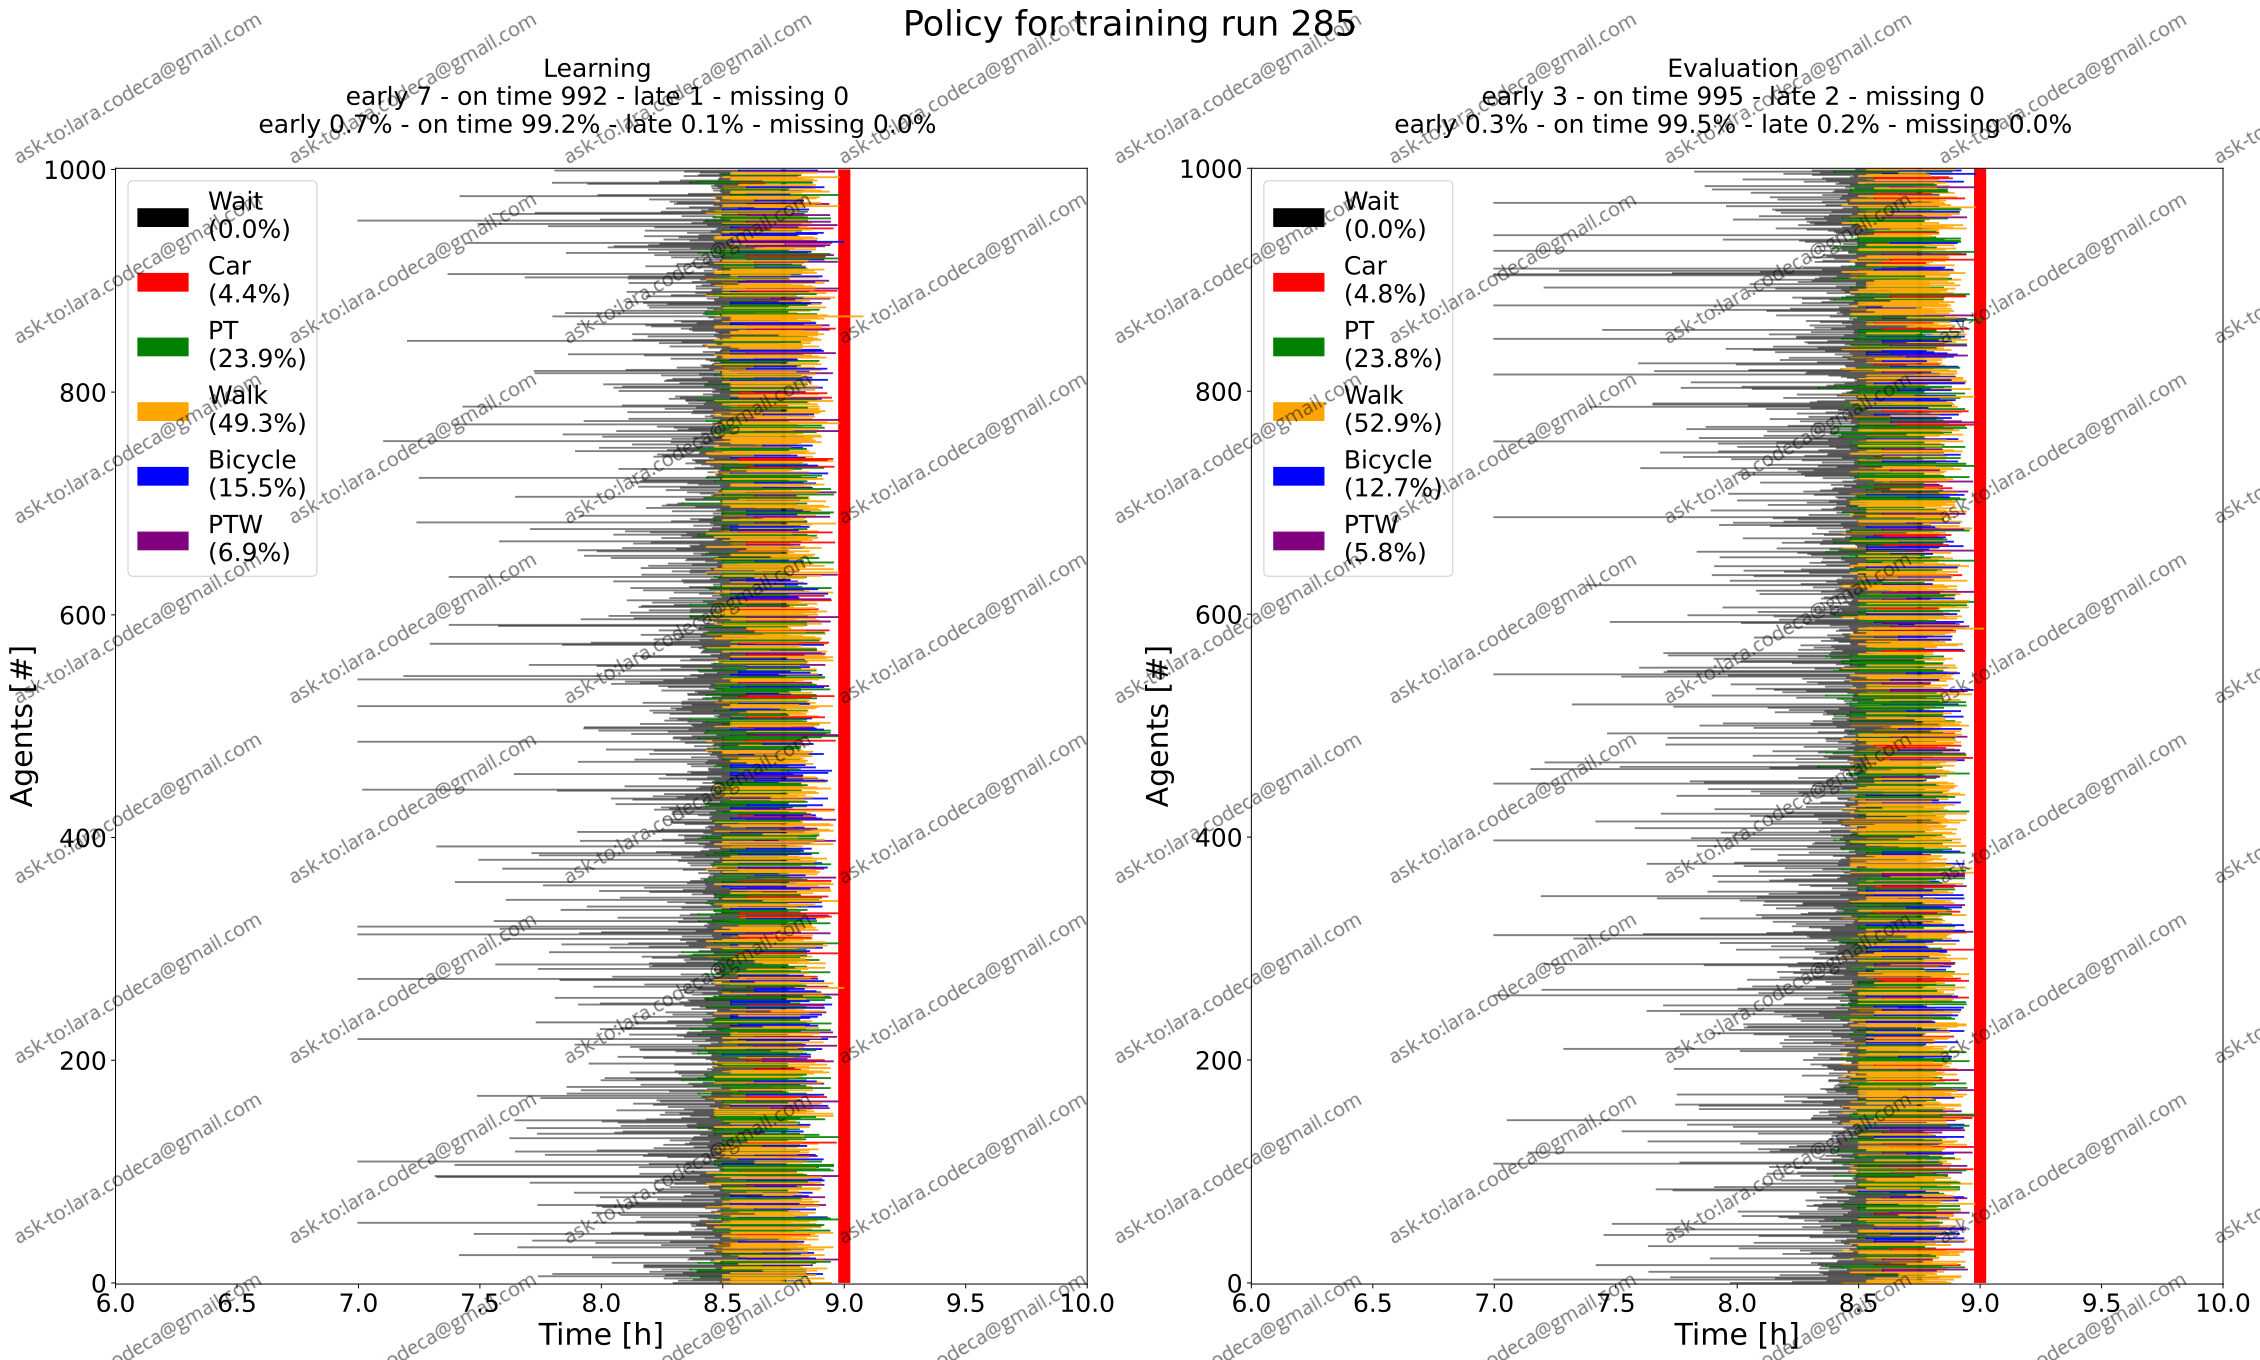 Policy for training run 285
Learning
early 7 - on time 992 - late 1 - missing 0
early 0.7% - on time 99.2% - late 0.1% - missing 0.0%
1000
800
600
400
200
0
Agents [#]
Wait
(0.0%)
Car
(4.4%)
PT
(23.9%)
Walk
(49.3%)
Bicycle
(15.5%)
PTW
(6.9%)
6.0 6.5 7.0 7.5 8.0 8.5 9.0 9.5 10.0
Time [h]
Evaluation
early 3 - on time 995 - late 2 - missing 0
early 0.3% - on time 99.5% - late 0.2% - missing 0.0%
1000
800
600
400
200
0
Agents [#]
Wait
(0.0%)
Car
(4.8%)
PT
(23.8%)
Walk
(52.9%)
Bicycle
(12.7%)
PTW
(5.8%)
6.0 6.5 7.0 7.5 8.0 8.5 9.0 9.5 10.0
Time [h]
ask-to:lara.codeca@gmail.com